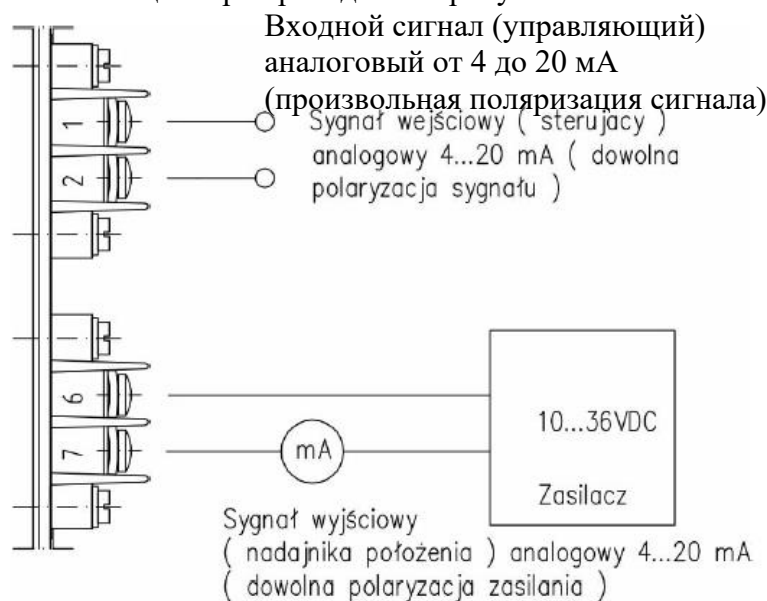 Входной сигнал (управляющий)
аналоговый от 4 до 20 мА
(произвольная поляризация сигнала)
1
Sygnał wejściowy ( sterujacy )
analogowy 4...20 mA ( dowolna
polaryzacja sygnału )
2
6
7
mA
10...36VDC
Zasilacz
Sygnał wyjściowy
( nadajnika położenia ) analogowy 4...20 mA
( dowolna polaryzacja zasilania )